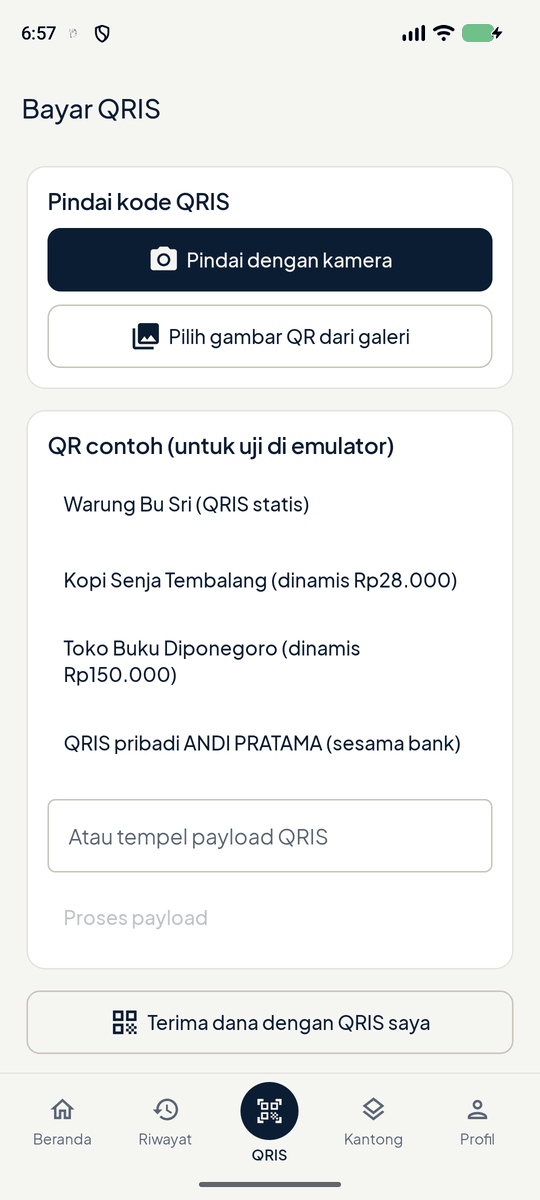 6:57
Bayar QRIS
Pindai kode QRIS
Pindai dengan kamera
Pilih gambar QR dari galeri
QR contoh (untuk uji di emulator)
Warung Bu Sri (QRIS statis)
Kopi Senja Tembalang (dinamis Rp28.000)
Toko Buku Diponegoro (dinamis
Rp150.000)
QRIS pribadi ANDI PRATAMA (sesama bank)
Atau tempel payload QRIS
Proses payload
Terima dana dengan QRIS saya
Beranda
Riwayat
QRIS
Kantong
Profil